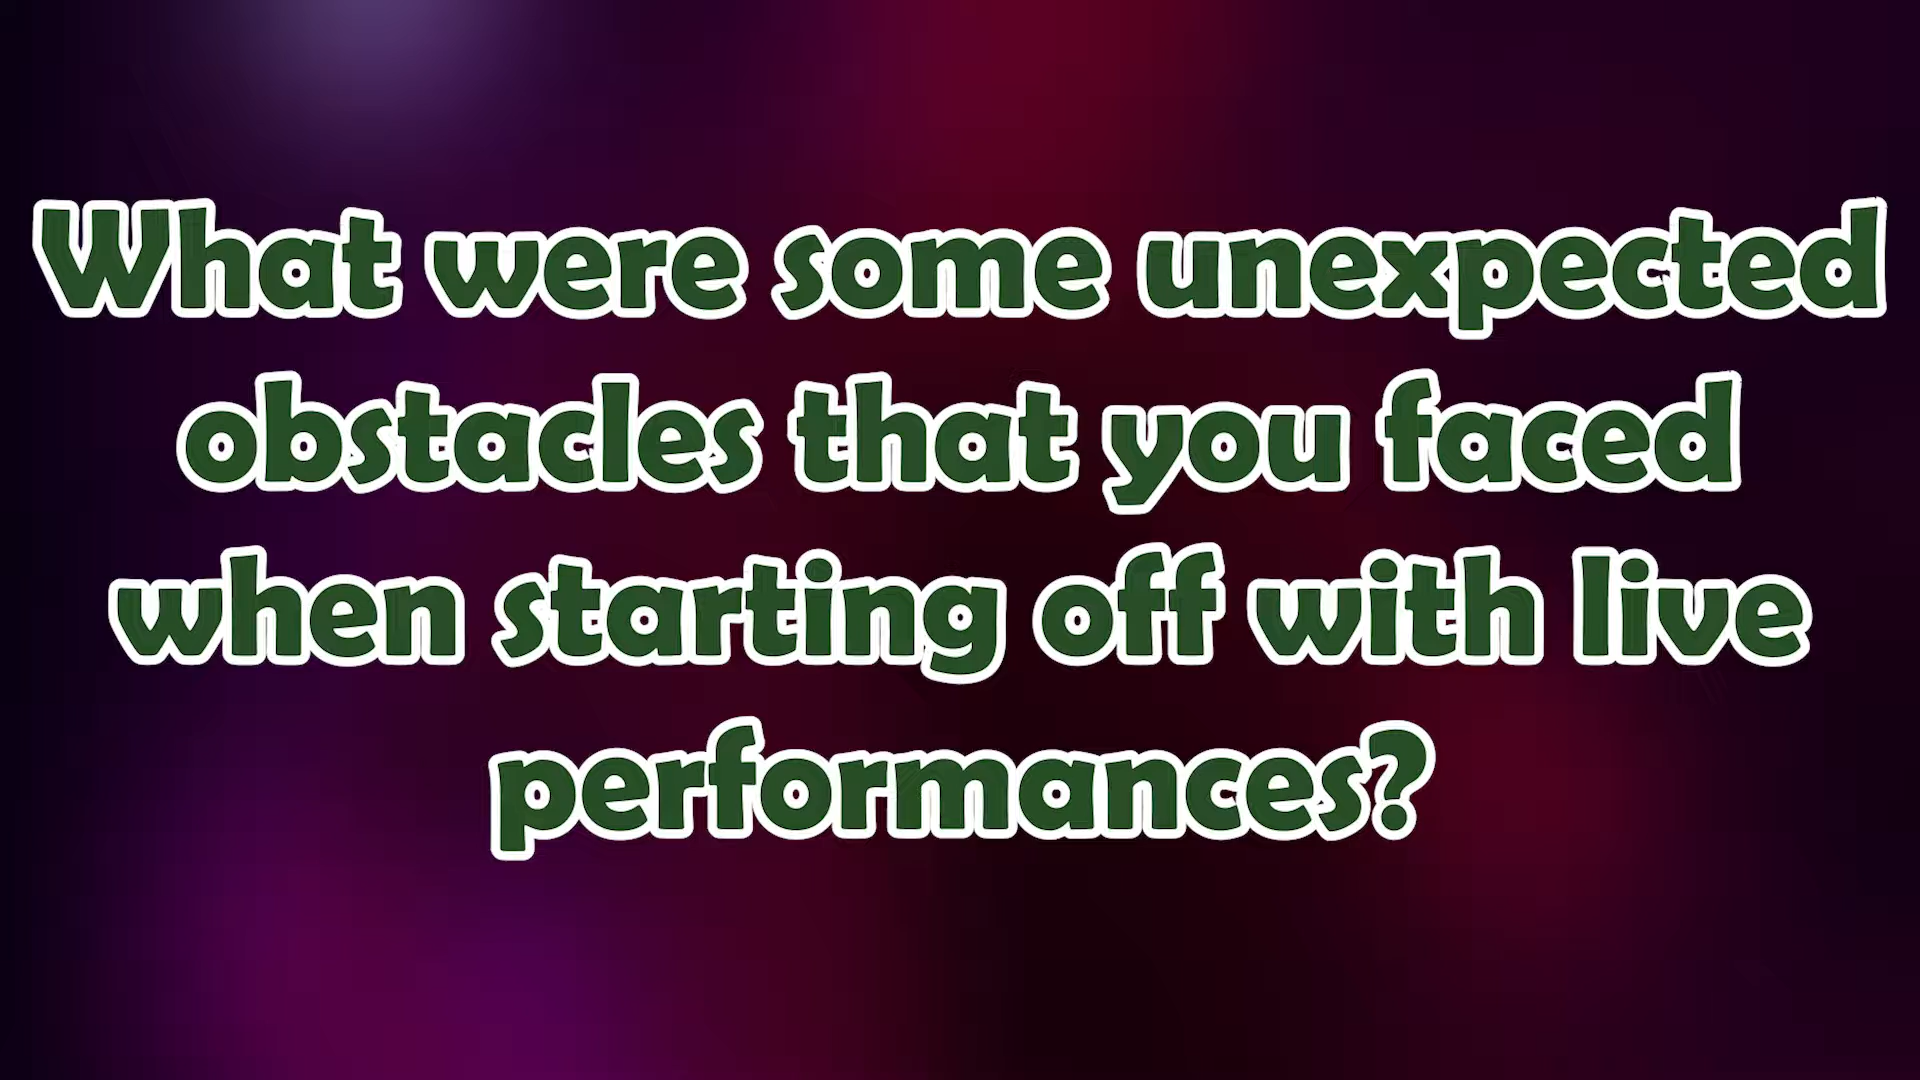 What were some unexpected
obstacles that you faced
when starting off with live
performances?